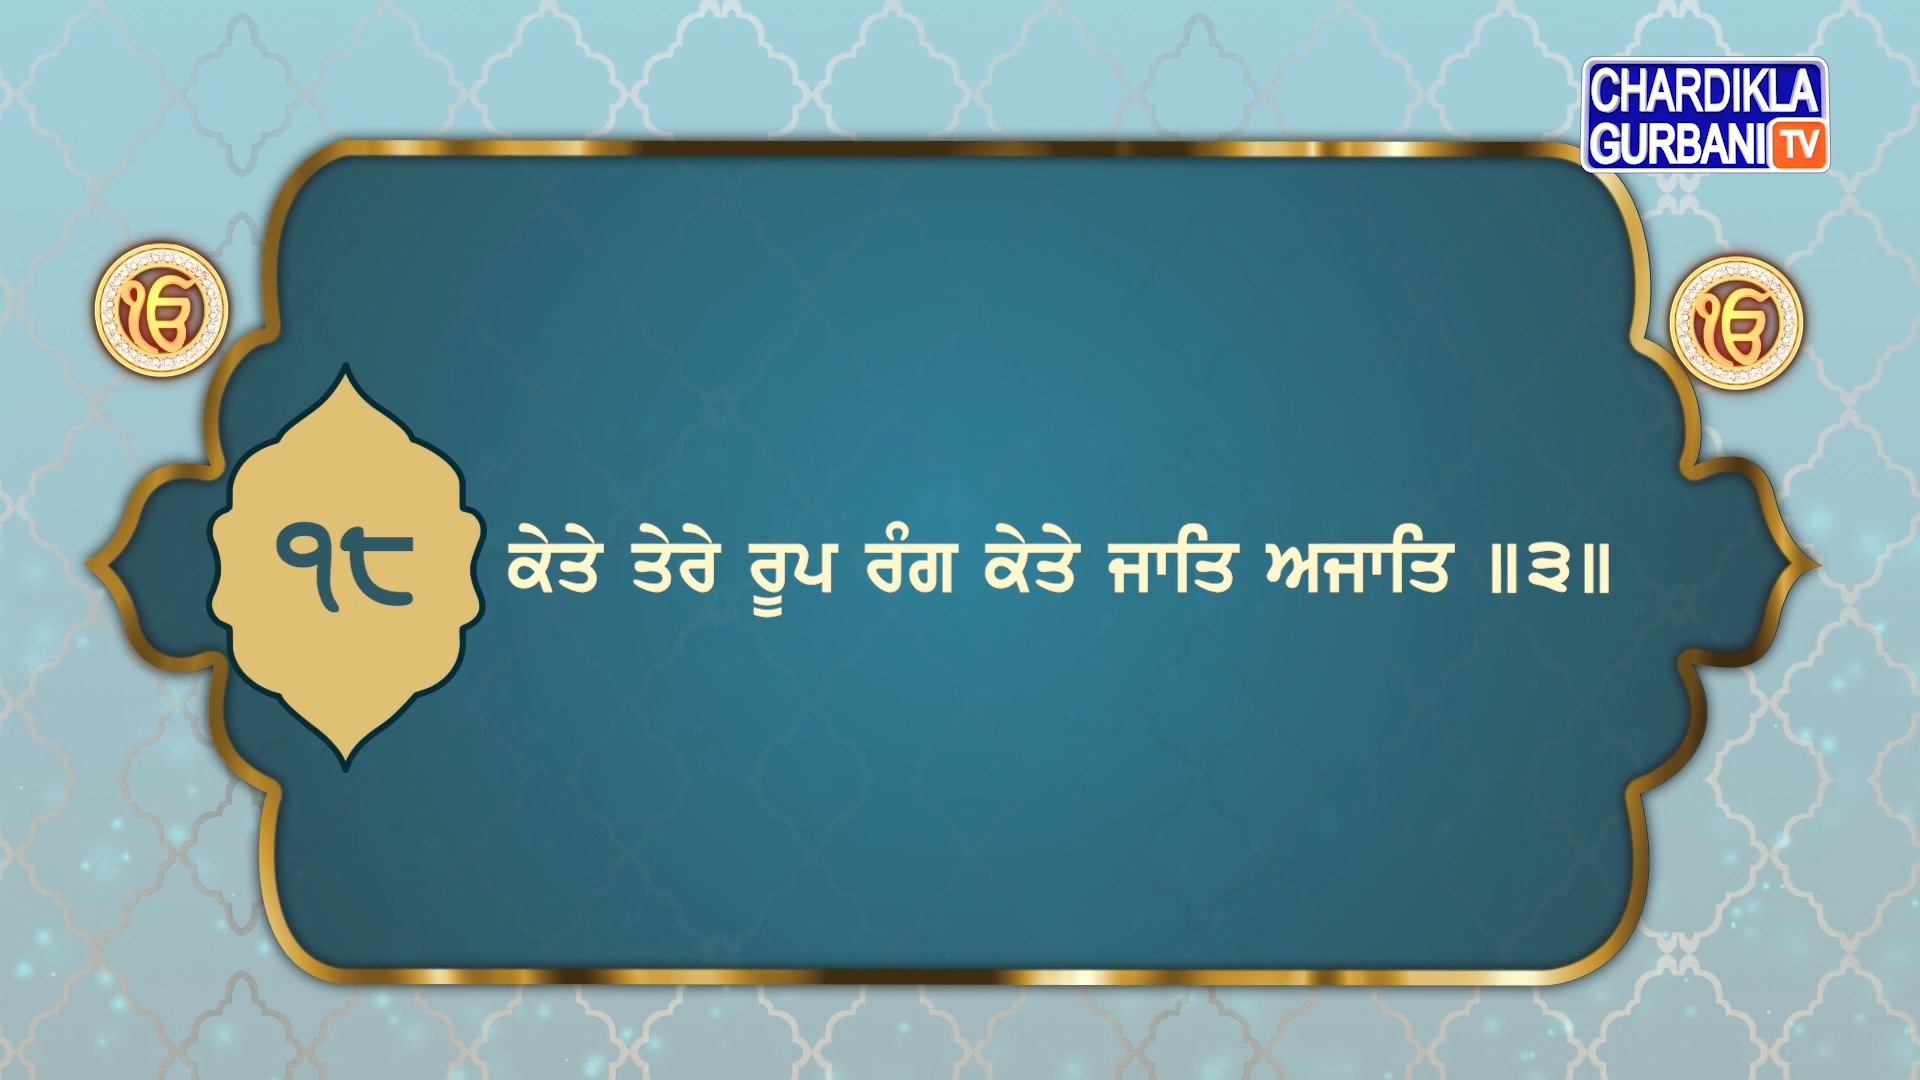 CHARDIKLA
GURBANI TV
ੴ
ੴ
੧੮
ਕੇਤੇ ਤੇਰੇ ਰੂਪ ਰੰਗ ਕੇਤੇ ਜਾਤਿ ਅਜਾਤਿ ॥੩॥